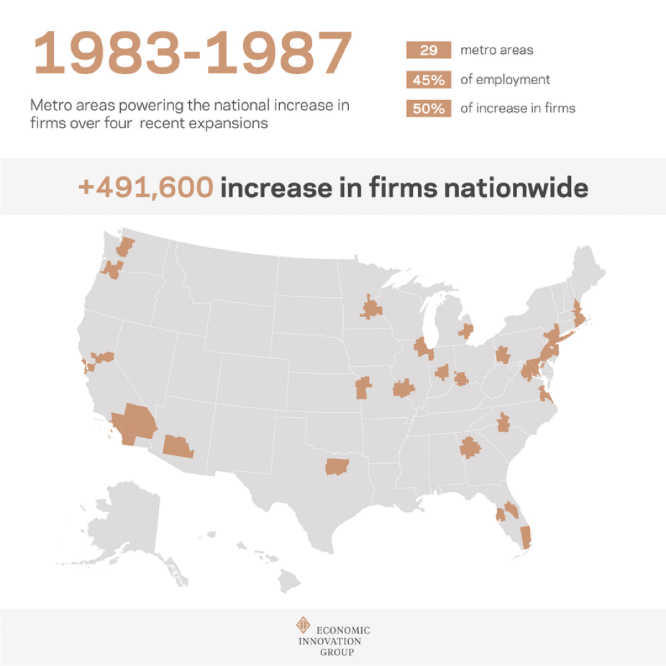 1983-1987
Metro areas powering the national increase in
firms over four recent expansions
29 metro areas
45% of employment
50% of increase in firms
+491,600 increase in firms nationwide
ECONOMIC
INNOVATION
GROUP